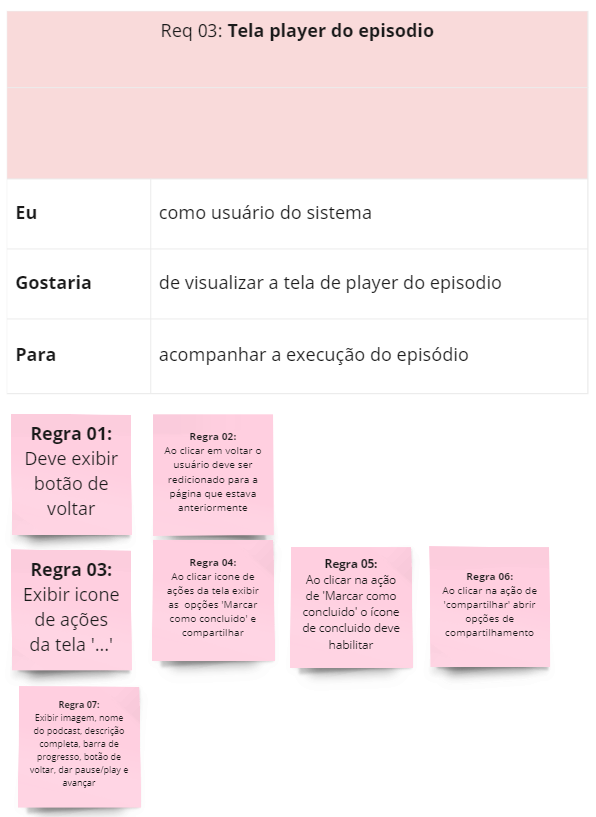 Req 03: Tela player do episodio
Eu
como usuário do sistema
Gostaria
de visualizar a tela de player do episodio
Para
acompanhar a execução do episódio
Regra 01:
Deve exibir
botão de
voltar
Regra 02:
Ao clicar em voltar o
usuário deve ser
redicionado para a
página que estava
anteriormente
Regra 03:
Exibir icone
de ações
da tela '...'
Regra 04:
Ao clicar icone de
ações da tela exibir
as opções 'Marcar
como concluido' e
compartilhar
Regra 05:
Ao clicar na ação
de 'Marcar como
concluido' o ícone
de concluido deve
habilitar
Regra 06:
Ao clicar na ação de
'compartilhar' abrir
opções de
compartilhamento
Regra 07:
Exibir imagem, nome
do podcast, descrição
completa, barra de
progresso, botão de
voltar, dar pause/play e
avançar